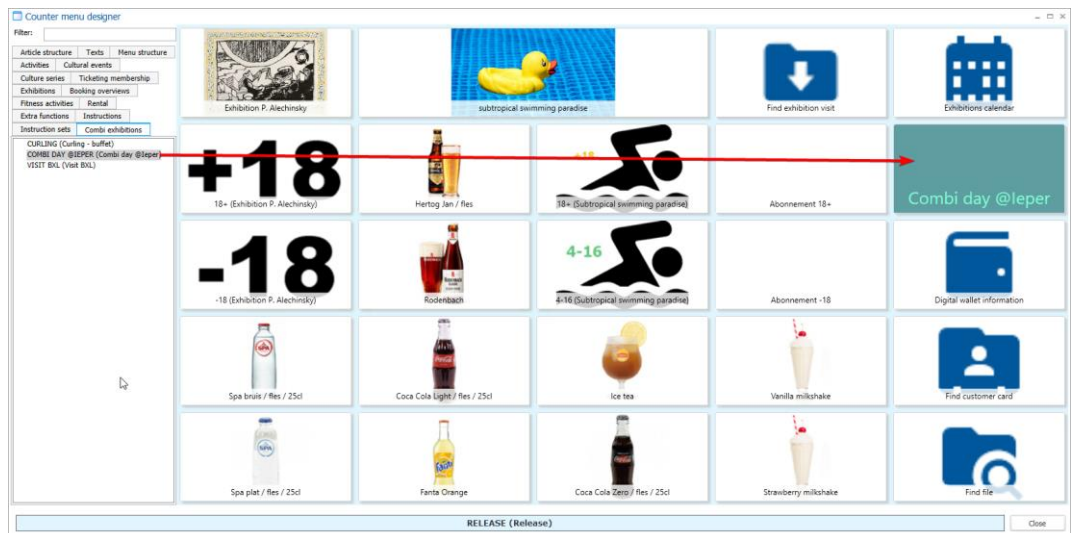 Counter menu designer
Filter:
Article structure Texts Menu structure
Activities Cultural events
Culture series Ticketing membership
Exhibitions Booking overviews
Fitness activities Rental
Extra functions Instructions
Instruction sets Combi exhibitions
CURLING (Curling - buffet)
COMBI DAY @IEPER (Combi day @Ieper)
VISIT BXL (Visit BXL)
Exhibition P. Alechinsky
subtropical swimming paradise
Find exhibition visit
Exhibitions calendar
+18
18+ (Exhibition P. Alechinsky)
Hertog Jan / fles
+18
18+ (Subtropical swimming paradise)
Abonnement 18+
Combi day @Ieper
-18
-18 (Exhibition P. Alechinsky)
Rodenbach
4-16
4-16 (Subtropical swimming paradise)
Abonnement -18
Digital wallet information
SPA
Spa bruis / fles / 25cl
Coca Cola Light / fles / 25cl
Ice tea
Vanilla milkshake
Find customer card
SPA
Spa plat / fles / 25cl
Fanta
Fanta Orange
Coca Cola Zero / fles / 25cl
Strawberry milkshake
Find file
RELEASE (Release)
Close